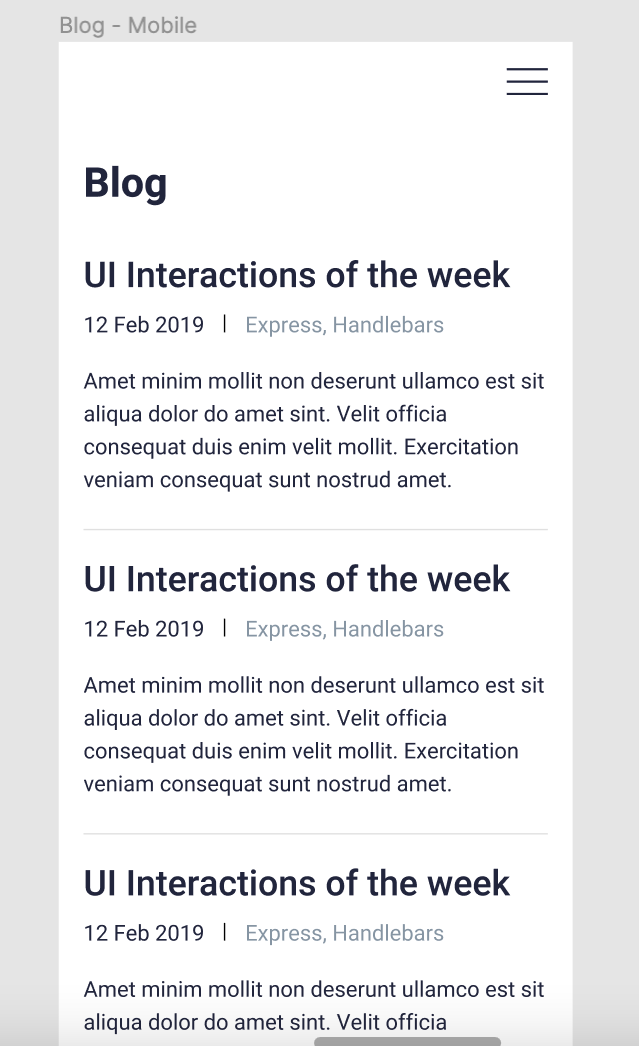 Blog - Mobile
Blog
UI Interactions of the week
12 Feb 2019 | Express, Handlebars
Amet minim mollit non deserunt ullamco est sit
aliqua dolor do amet sint. Velit officia
consequat duis enim velit mollit. Exercitation
veniam consequat sunt nostrud amet.
UI Interactions of the week
12 Feb 2019 | Express, Handlebars
Amet minim mollit non deserunt ullamco est sit
aliqua dolor do amet sint. Velit officia
consequat duis enim velit mollit. Exercitation
veniam consequat sunt nostrud amet.
UI Interactions of the week
12 Feb 2019 | Express, Handlebars
Amet minim mollit non deserunt ullamco est sit
aliqua dolor do amet sint. Velit officia